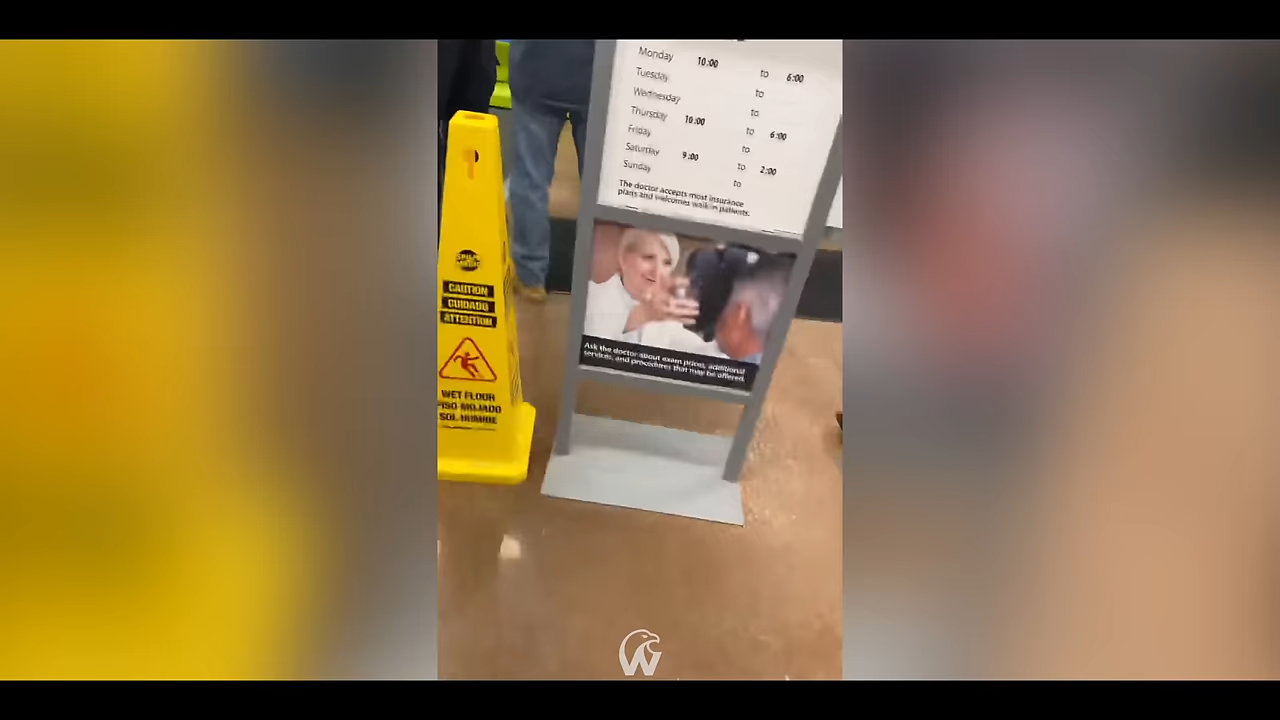 Monday 10:00 to 6:00
Tuesday to
Wednesday to
Thursday 10:00 to 6:00
Friday to
Saturday 9:00 to 2:00
Sunday to
The doctor accepts most insurance
plans and welcomes walk in patients.
Ask the doctor about exam prices, additional
services, and procedures that may be offered.
CAUTION
CUIDADO
ATTENTION
WET FLOOR
PISO MOJADO
SOL HUMIDE
W